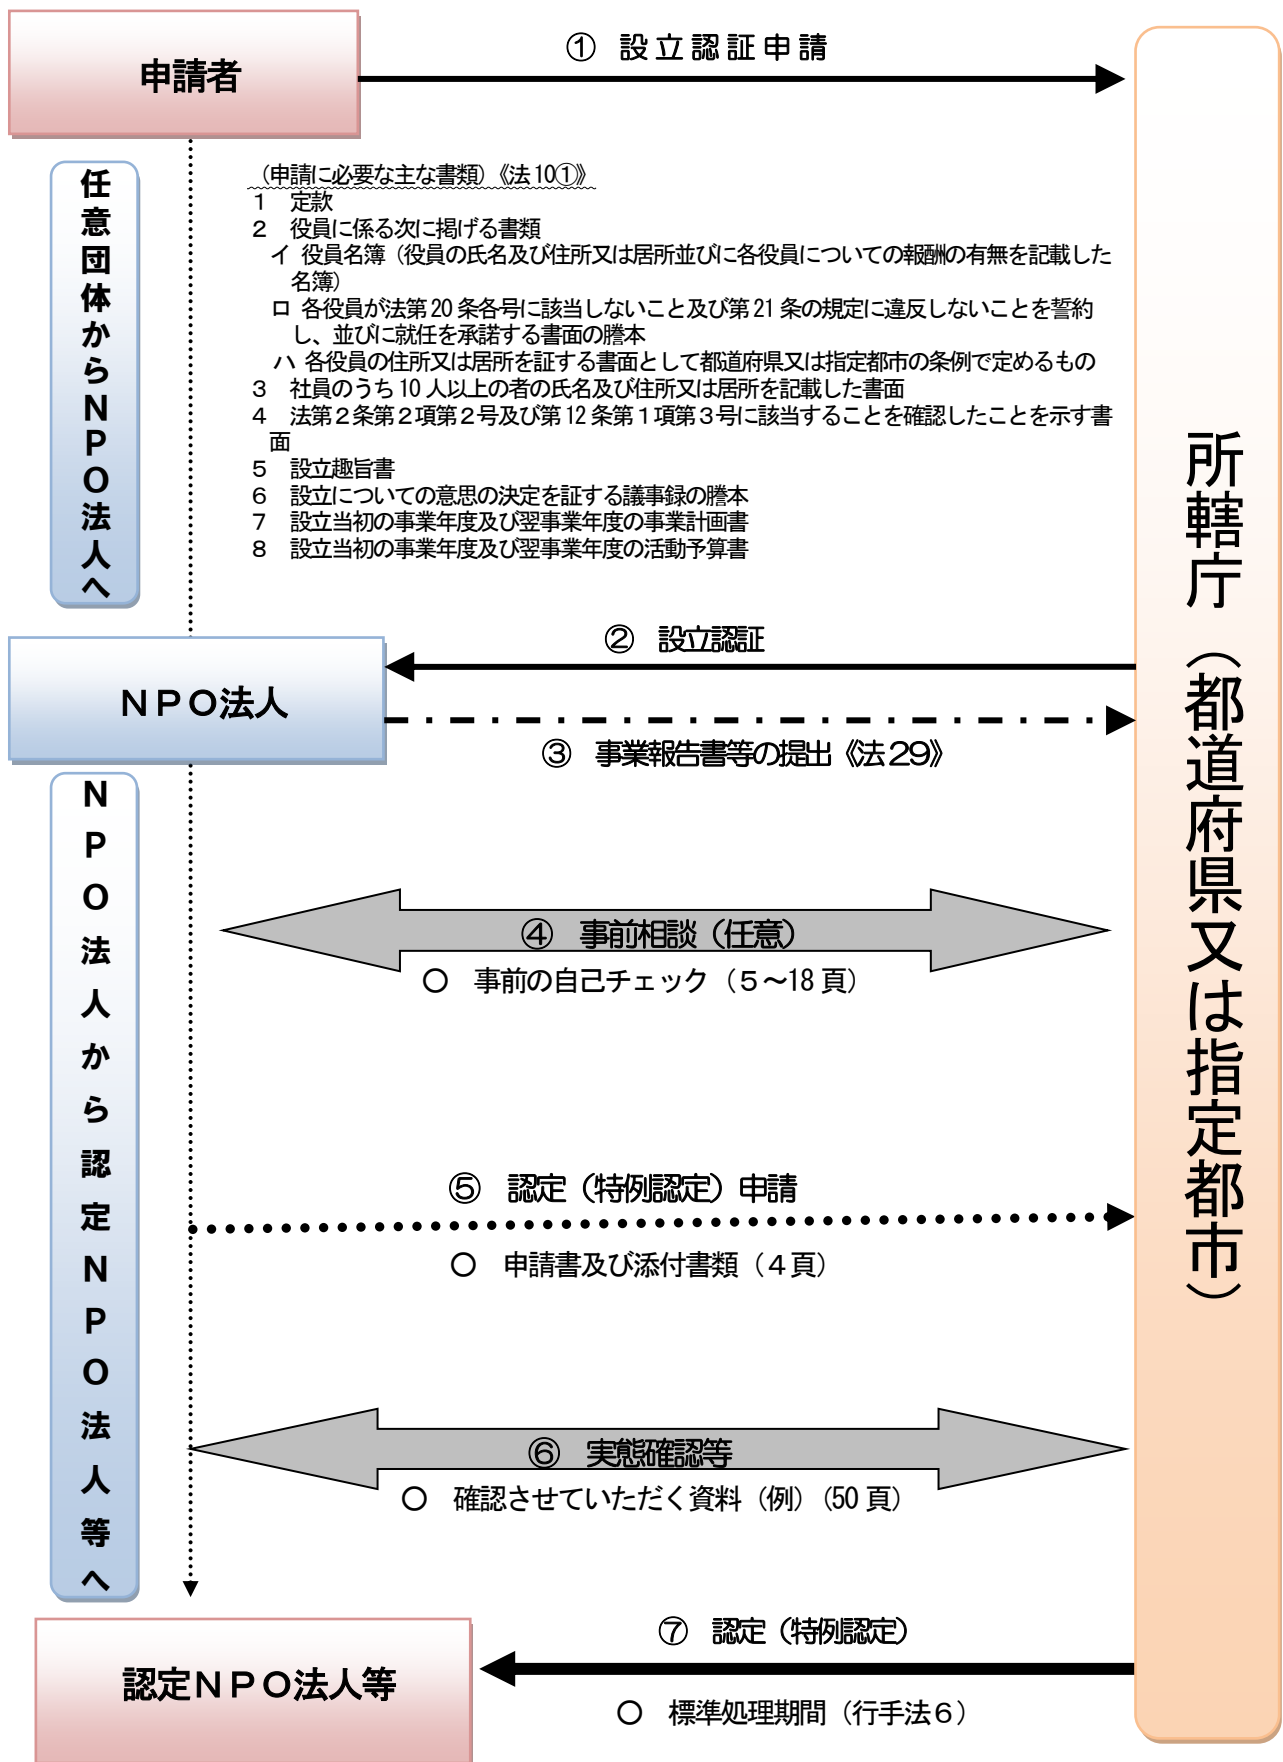 申請者
① 設立認証申請
任意団体からＮＰＯ法人へ
（申請に必要な主な書類）《法10①》
１　定款
２　役員に係る次に掲げる書類
イ 役員名簿（役員の氏名及び住所又は居所並びに各役員についての報酬の有無を記載した
名簿）
ロ 各役員が法第20条各号に該当しないこと及び第21条の規定に違反しないことを誓約
し、並びに就任を承諾する書面の謄本
ハ 各役員の住所又は居所を証する書面として都道府県又は指定都市の条例で定めるもの
３　社員のうち10人以上の者の氏名及び住所又は居所を記載した書面
４　法第２条第２項第２号及び第12条第１項第３号に該当することを確認したことを示す書
面
５　設立趣旨書
６　設立についての意思の決定を証する議事録の謄本
７　設立当初の事業年度及び翌事業年度の事業計画書
８　設立当初の事業年度及び翌事業年度の活動予算書
所轄庁（都道府県又は指定都市）
② 設立認証
ＮＰＯ法人
③ 事業報告書等の提出《法29》
ＮＰＯ法人から認定ＮＰＯ法人等へ
④ 事前相談（任意）
○ 事前の自己チェック（５～18頁）
⑤ 認定（特例認定）申請
○ 申請書及び添付書類（４頁）
⑥ 実態確認等
○ 確認させていただく資料（例）（50頁）
⑦ 認定（特例認定）
認定ＮＰＯ法人等
○ 標準処理期間（行手法６）